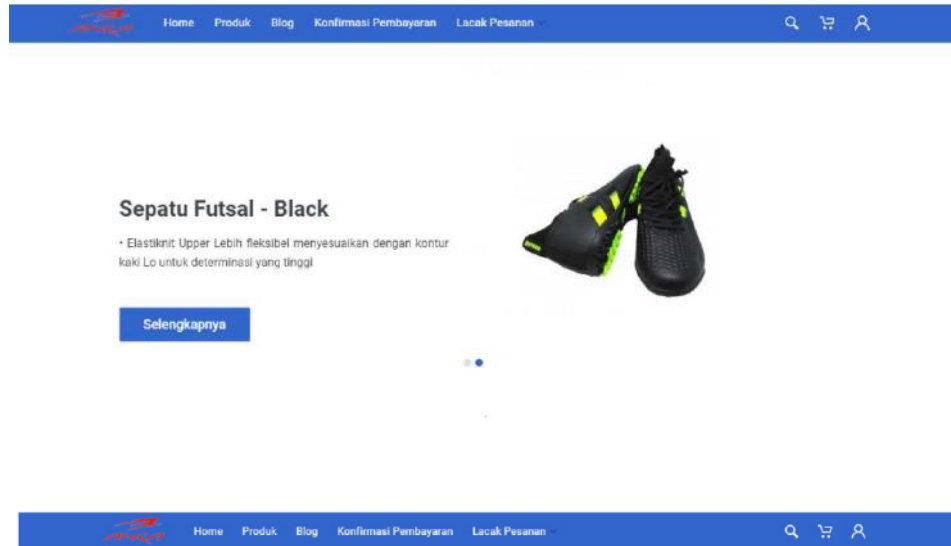 Home Produk Blog Konfirmasi Pembayaran Lacak Pesanan
Sepatu Futsal - Black
• Elastiknit Upper Lebih fleksibel menyesuaikan dengan kontur
kaki Lo untuk determinasi yang tinggi
Selengkapnya
Home Produk Blog Konfirmasi Pembayaran Lacak Pesanan